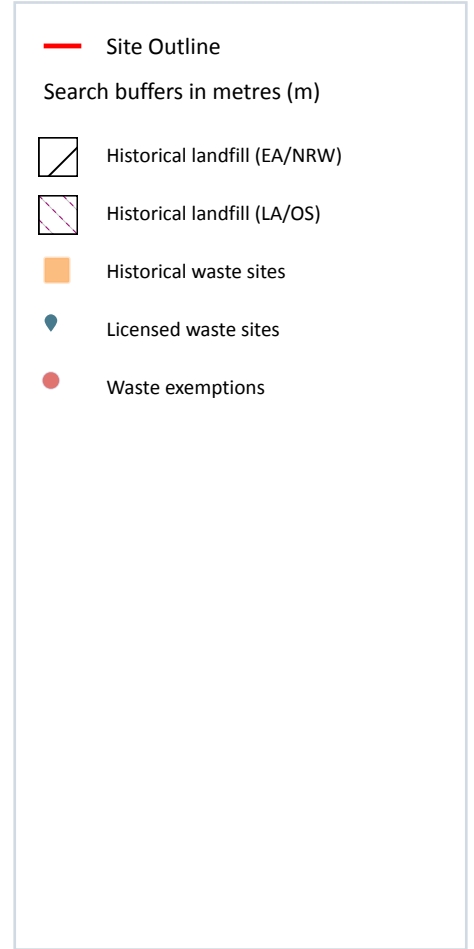 Site Outline
Search buffers in metres (m)
Historical landfill (EA/NRW)
Historical landfill (LA/OS)
Historical waste sites
Licensed waste sites
Waste exemptions